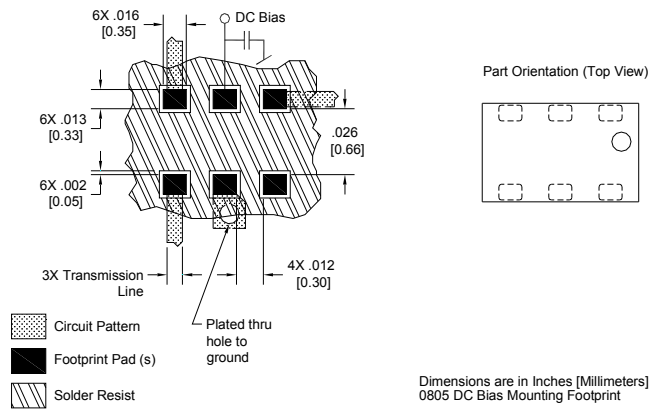 6X .016
[0.35]
DC Bias
6X .013
[0.33]
.026
[0.66]
6X .002
[0.05]
3X Transmission
Line
4X .012
[0.30]
Plated thru
hole to
ground
Circuit Pattern
Footprint Pad (s)
Solder Resist
Part Orientation (Top View)
Dimensions are in Inches [Millimeters]
0805 DC Bias Mounting Footprint